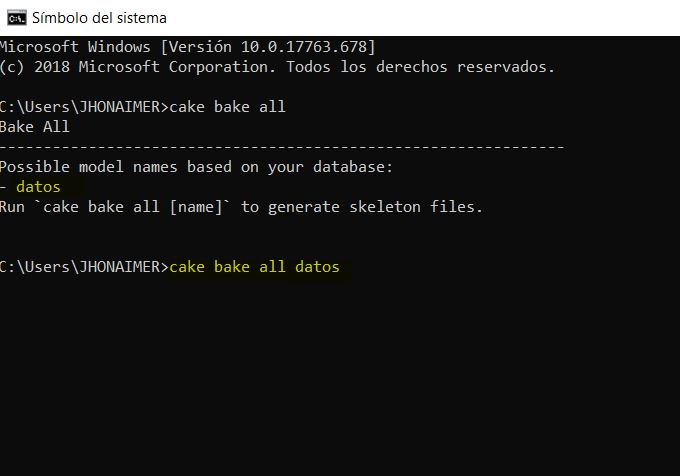 Símbolo del sistema
Microsoft Windows [Versión 10.0.17763.678]
(c) 2018 Microsoft Corporation. Todos los derechos reservados.
C:\Users\JHONAIMER>cake bake all
Bake All
---------------------------------------------------------------
Possible model names based on your database:
- datos
Run `cake bake all [name]` to generate skeleton files.
C:\Users\JHONAIMER>cake bake all datos